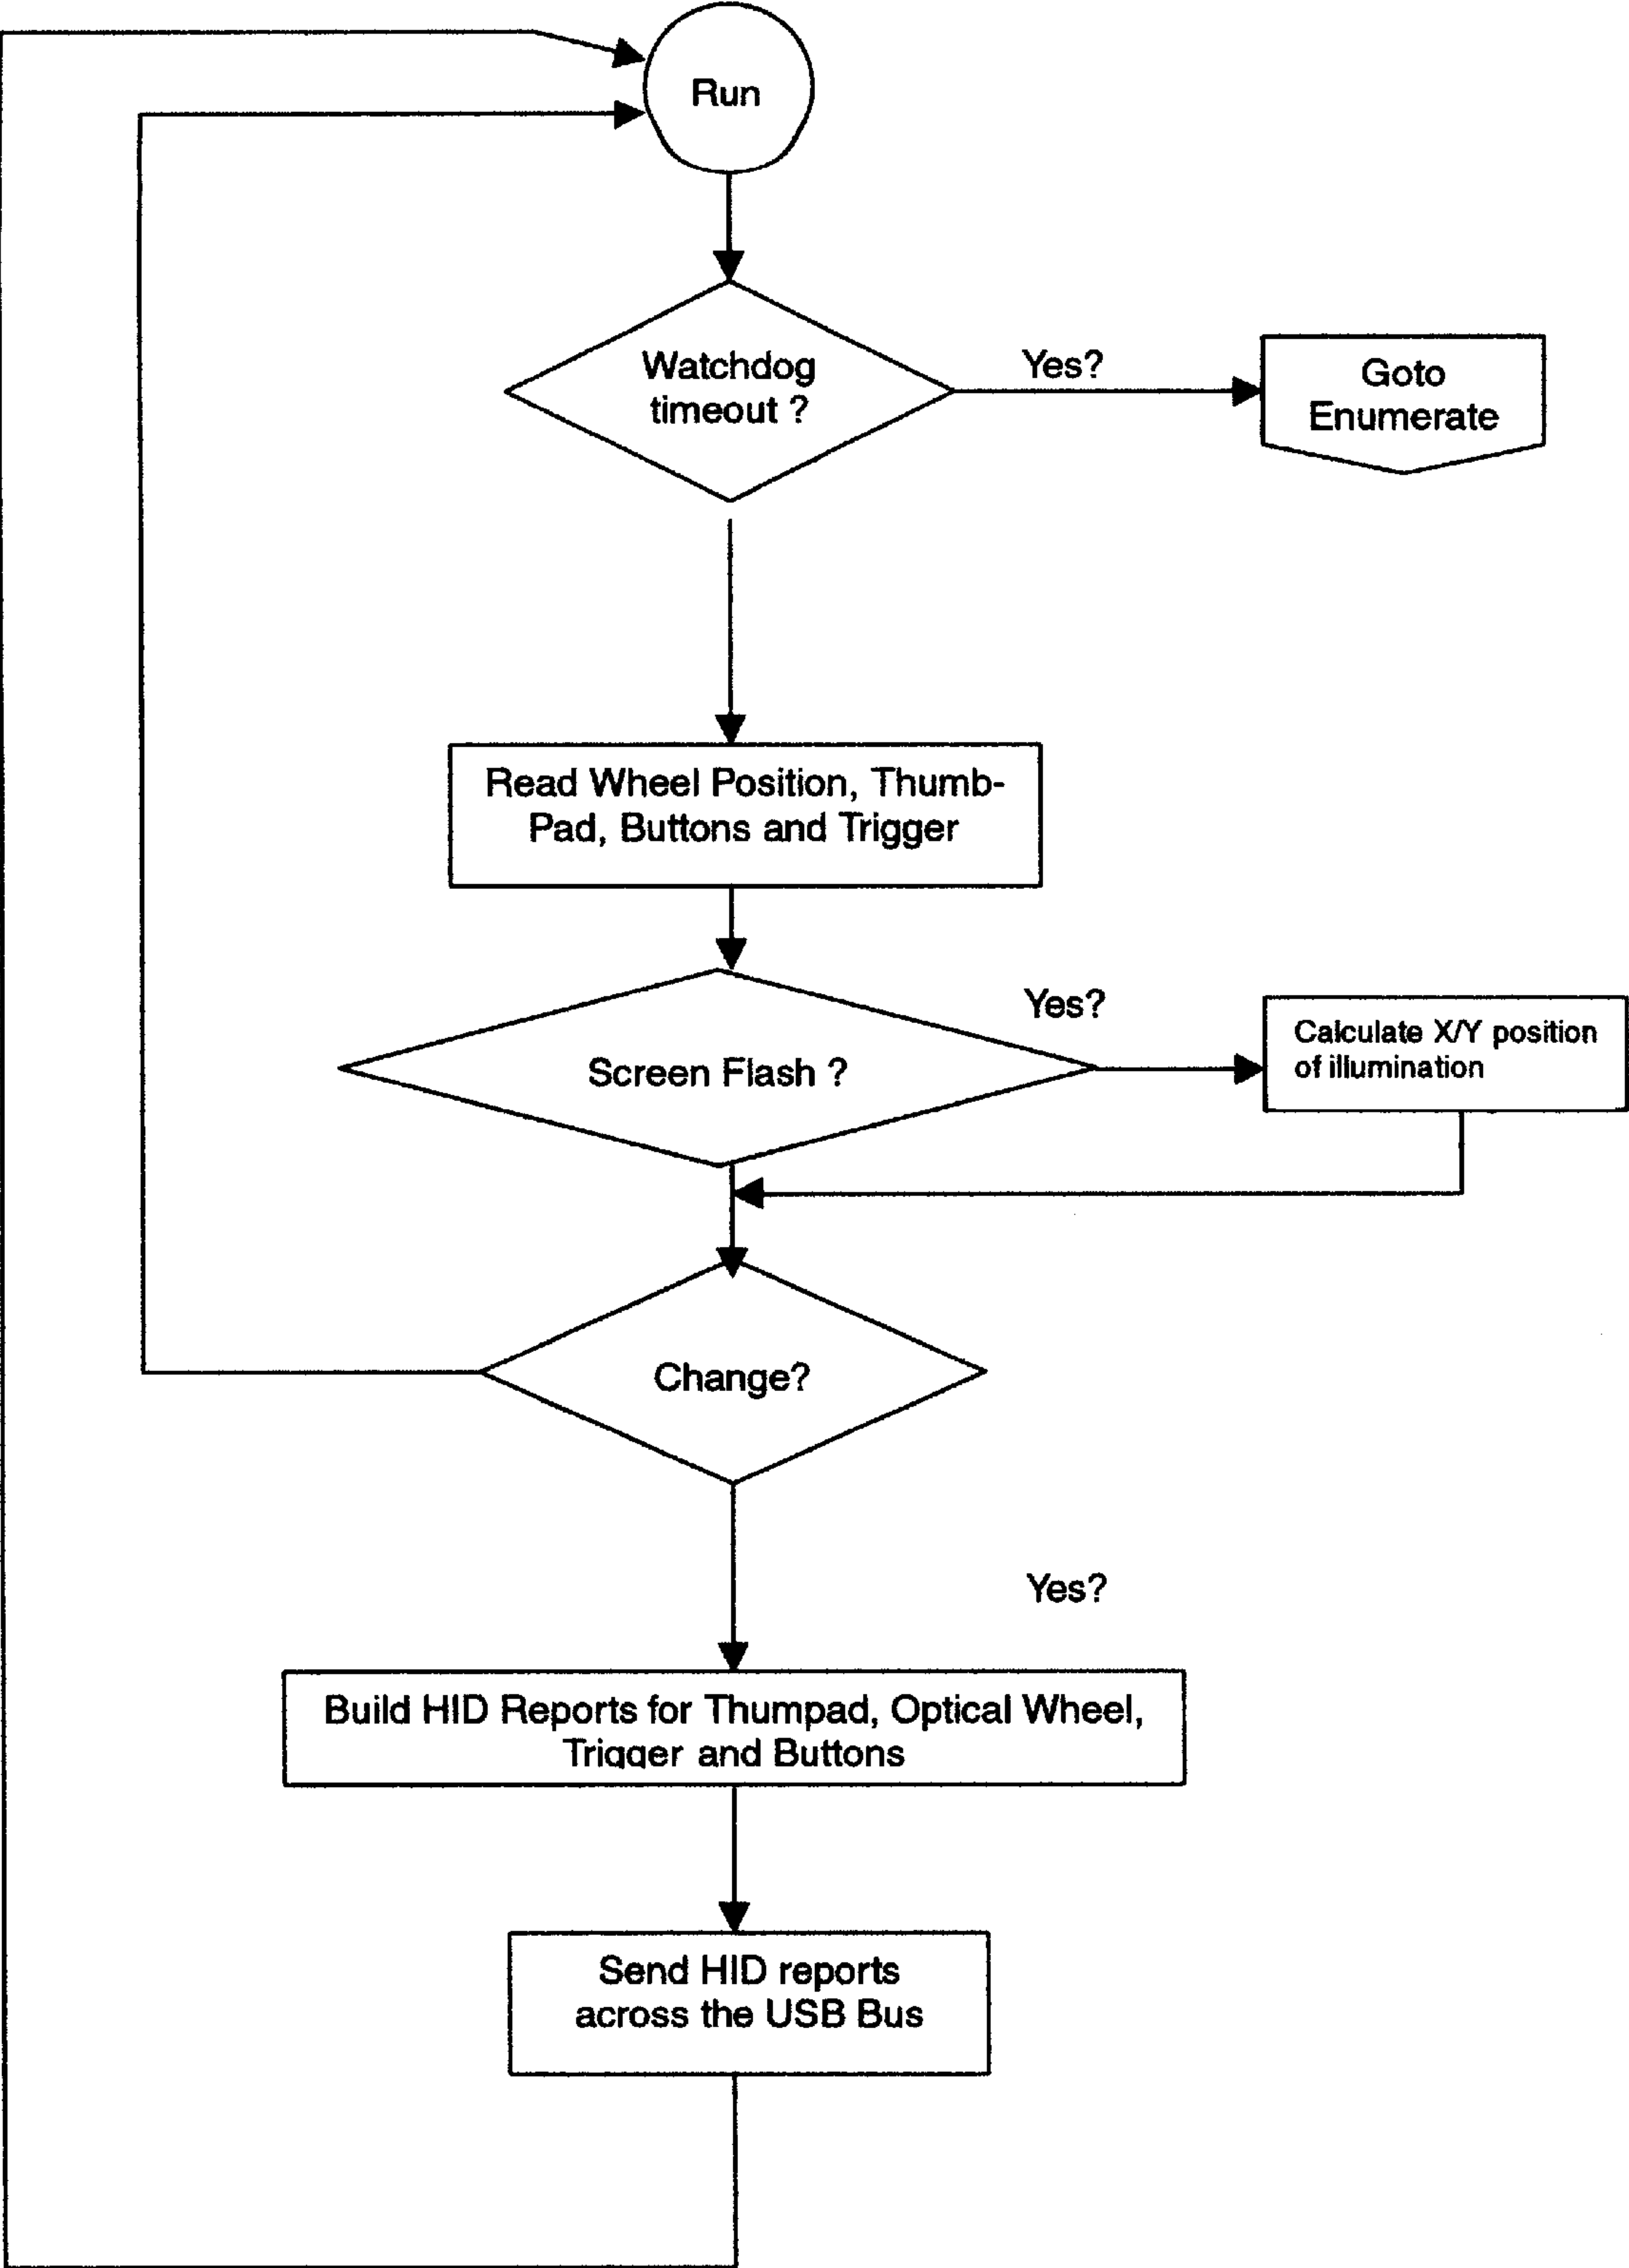 Run
Watchdog
timeout ?
Yes?
Goto
Enumerate
Read Wheel Position, Thumb-
Pad, Buttons and Trigger
Screen Flash ?
Yes?
Calculate X/Y position
of illumination
Change?
Yes?
Build HID Reports for Thumpad, Optical Wheel,
Trigger and Buttons
Send HID reports
across the USB Bus